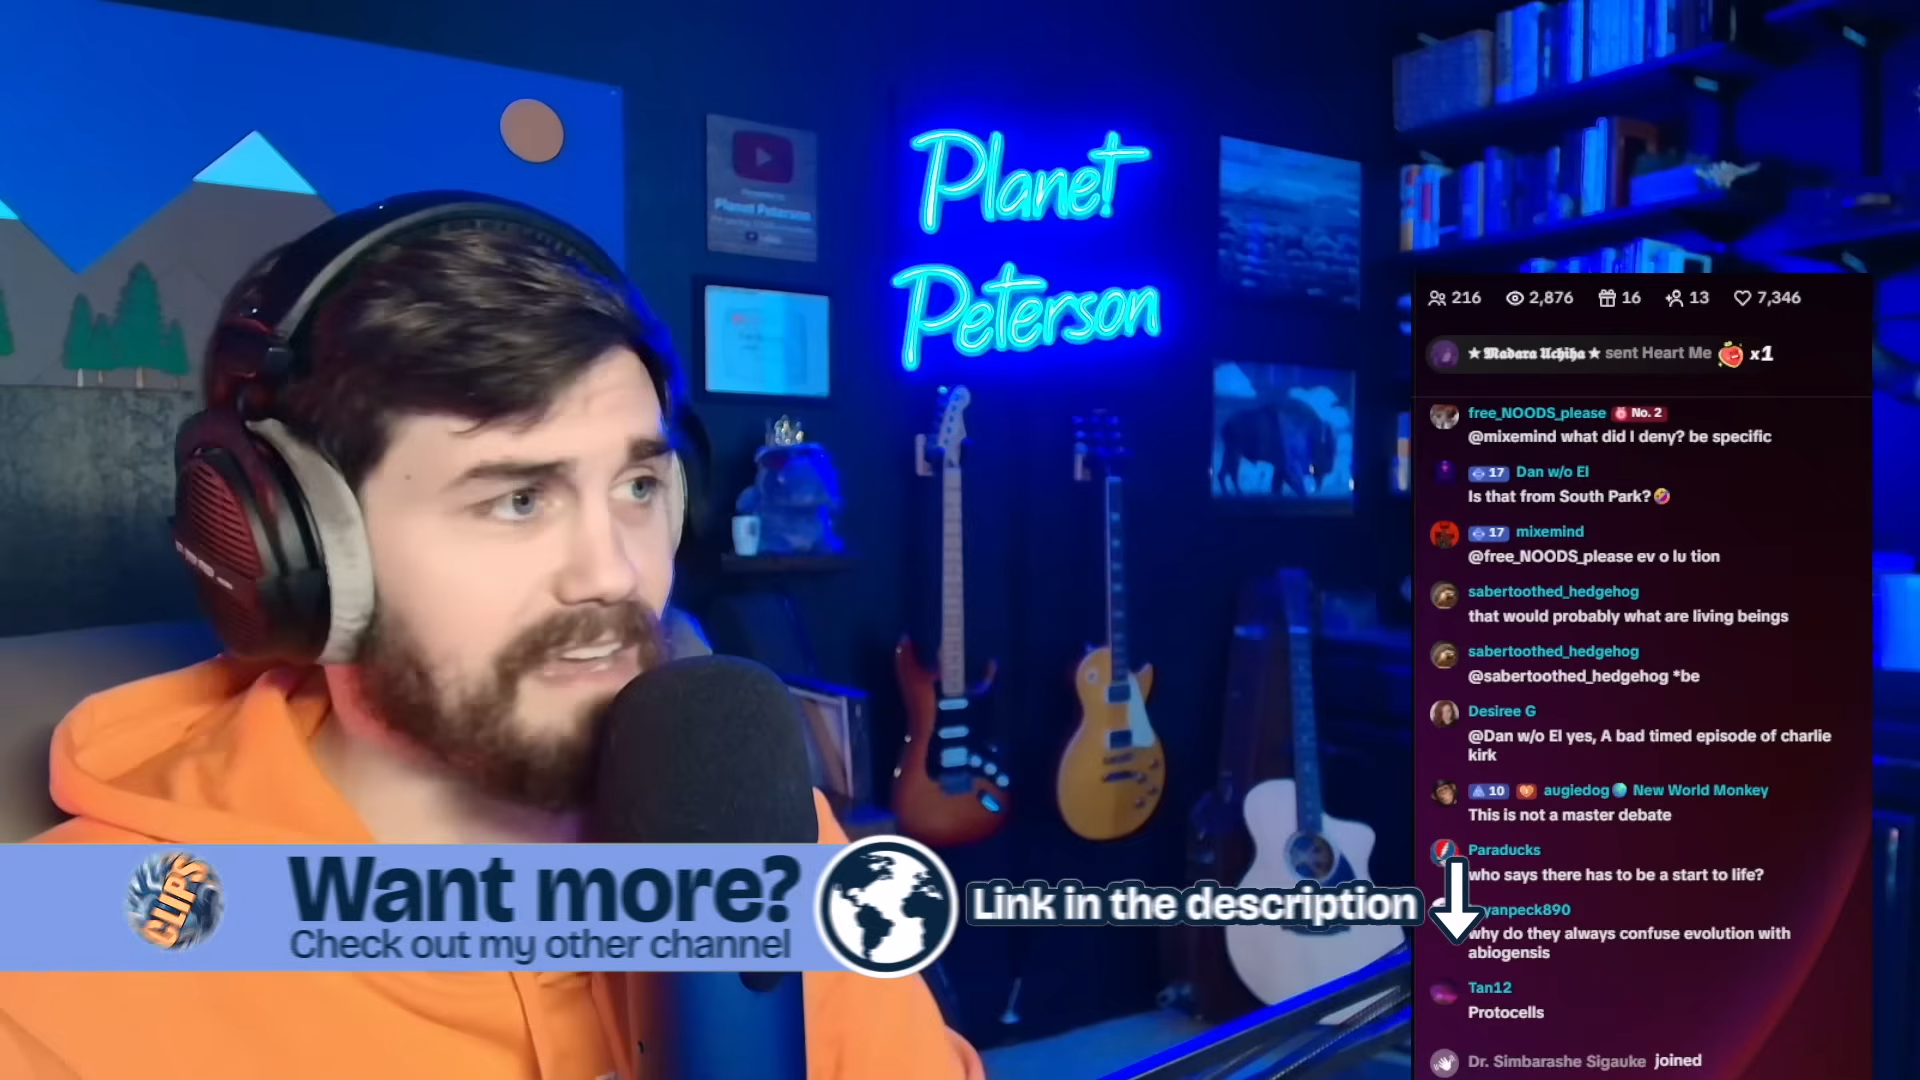 Planet
Peterson
Planet Peterson
216 2,876 16 13 7,346
★𝕸𝖆𝖉𝖆𝖗𝖆 𝖀𝖈𝖍𝖎𝖍𝖆★ sent Heart Me x1
free_NOODS_please No. 2
@mixemind what did I deny? be specific
17 Dan w/o El
Is that from South Park?🤣
17 mixemind
@free_NOODS_please ev o lu tion
sabertoothed_hedgehog
that would probably what are living beings
sabertoothed_hedgehog
@sabertoothed_hedgehog *be
Desiree G
@Dan w/o El yes, A bad timed episode of charlie
kirk
10 augiedog🌎 New World Monkey
This is not a master debate
Paraducks
who says there has to be a start to life?
yanpeck890
why do they always confuse evolution with
abiogensis
Tan12
Protocells
Dr. Simbarashe Sigauke joined
CLIPS
Want more?
Check out my other channel
Link in the description